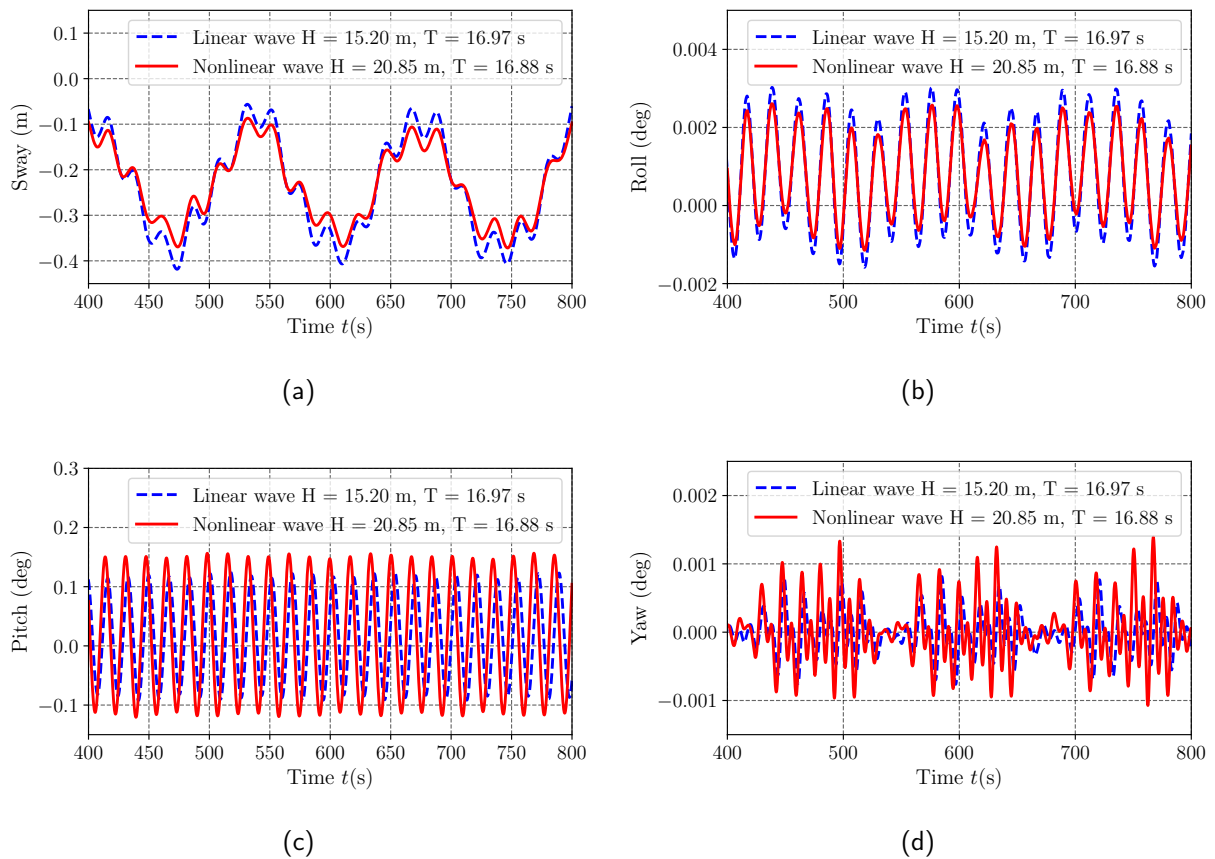 0.1
0.0
−0.1
−0.2
−0.3
−0.4
Sway (m)
Linear wave H = 15.20 m, T = 16.97 s
Nonlinear wave H = 20.85 m, T = 16.88 s
400 450 500 550 600 650 700 750 800
Time t(s)
(a)
0.004
0.002
0.000
−0.002
Roll (deg)
Linear wave H = 15.20 m, T = 16.97 s
Nonlinear wave H = 20.85 m, T = 16.88 s
400 500 600 700 800
Time t(s)
(b)
0.3
0.2
0.1
0.0
−0.1
Pitch (deg)
Linear wave H = 15.20 m, T = 16.97 s
Nonlinear wave H = 20.85 m, T = 16.88 s
400 450 500 550 600 650 700 750 800
Time t(s)
(c)
0.002
0.001
0.000
−0.001
Yaw (deg)
Linear wave H = 15.20 m, T = 16.97 s
Nonlinear wave H = 20.85 m, T = 16.88 s
400 500 600 700 800
Time t(s)
(d)